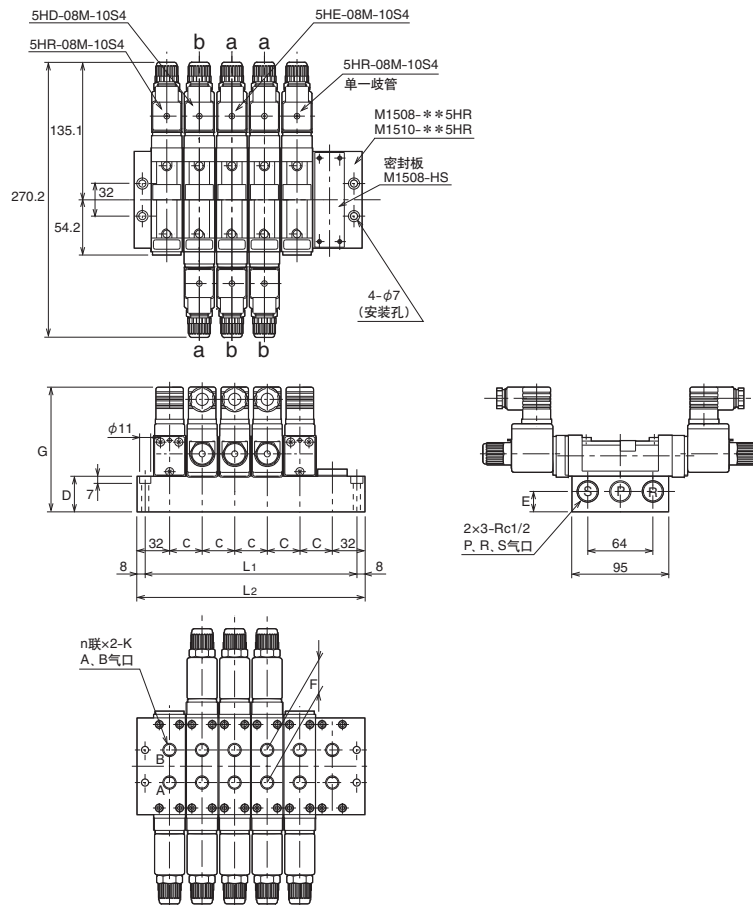 5HD-08M-10S4
5HE-08M-10S4
5HR-08M-10S4
b a a
5HR-08M-10S4
单一歧管
M1508-＊＊5HR
M1510-＊＊5HR
密封板
M1508-HS
135.1
270.2
32
54.2
4-φ7
（安装孔）
a b b
φ11
G
D
7
32 C C C C C 32
8 L1 8
L2
S P R
E
2×3-Rc1/2
P、R、S气口
64
95
n联×2-K
A、B气口
F
B
A